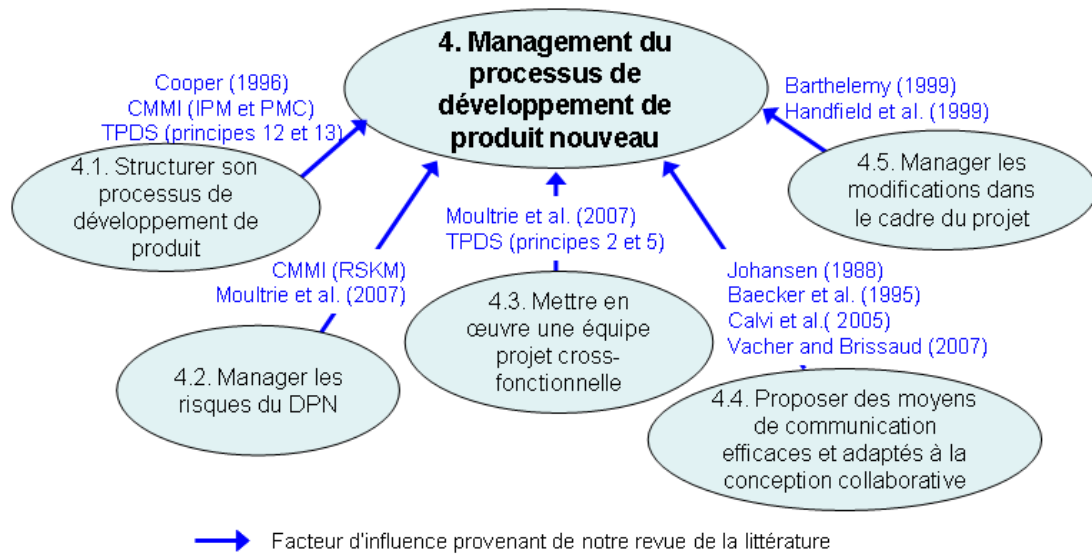 4. Management du
processus de
développement de
produit nouveau
Cooper (1996)
CMMI (IPM et PMC)
TPDS (principes 12 et 13)
4.1. Structurer son
processus de
développement de
produit
CMMI (RSKM)
Moultrie et al. (2007)
4.2. Manager les
risques du DPN
Moultrie et al. (2007)
TPDS (principes 2 et 5)
4.3. Mettre en
œuvre une équipe
projet cross-
fonctionnelle
Johansen (1988)
Baecker et al. (1995)
Calvi et al.( 2005)
Vacher and Brissaud (2007)
4.4. Proposer des moyens
de communication
efficaces et adaptés à la
conception collaborative
Barthelemy (1999)
Handfield et al. (1999)
4.5. Manager les
modifications dans
le cadre du projet
Facteur d'influence provenant de notre revue de la littérature